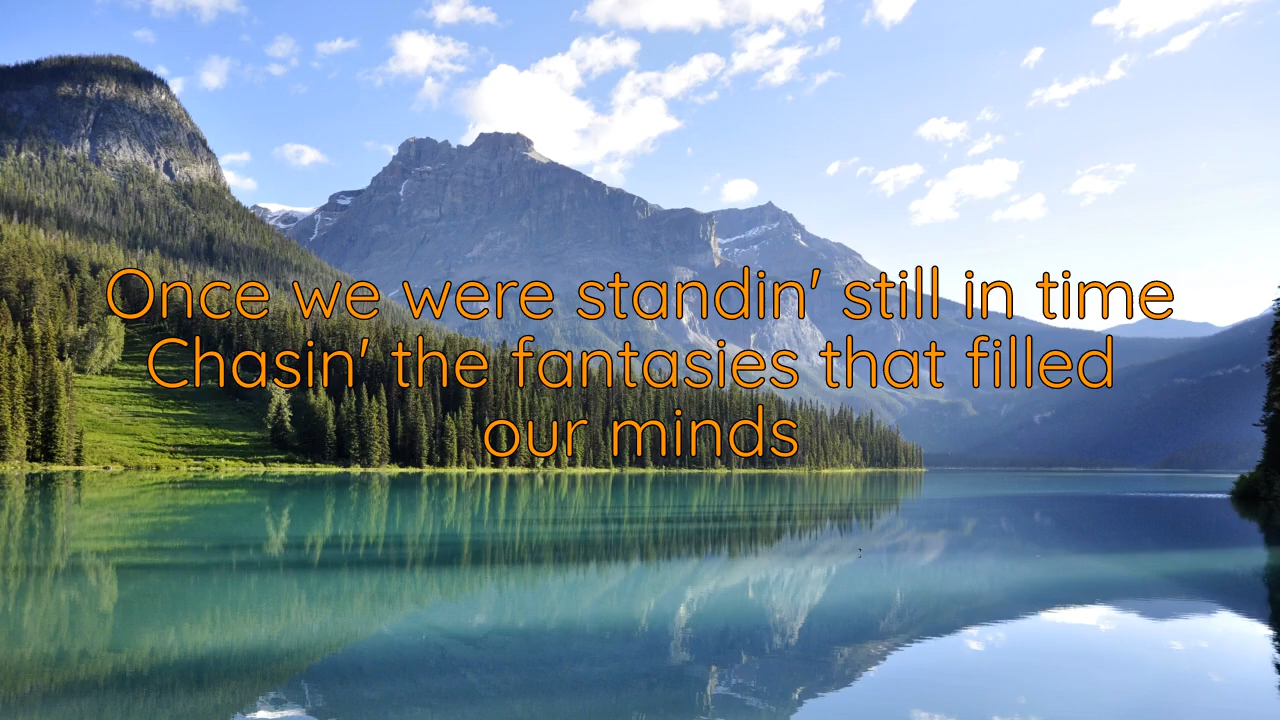 Once we were standin' still in time
Chasin' the fantasies that filled
our minds